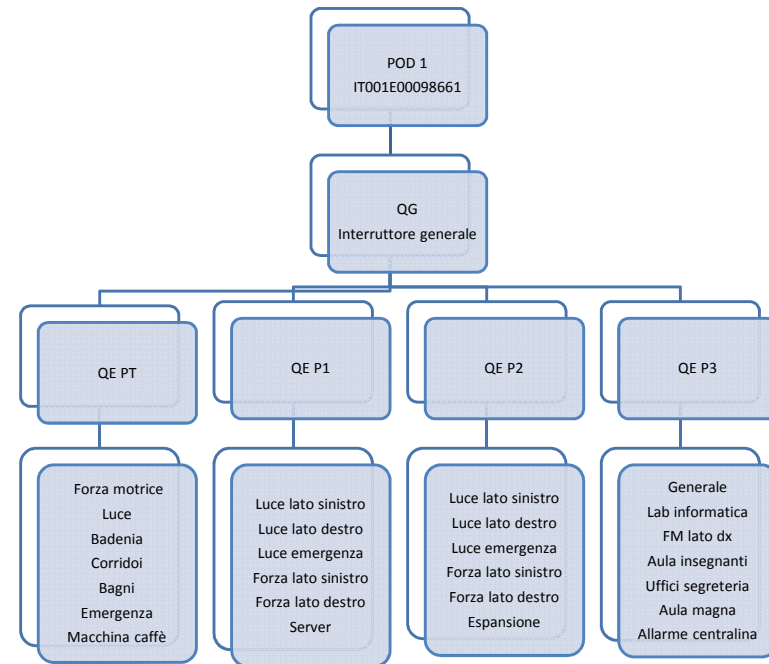 POD 1
IT001E00098661
QG
Interruttore generale
QE PT
QE P1
QE P2
QE P3
Forza motrice
Luce
Badenia
Corridoi
Bagni
Emergenza
Macchina caffè
Luce lato sinistro
Luce lato destro
Luce emergenza
Forza lato sinistro
Forza lato destro
Server
Luce lato sinistro
Luce lato destro
Luce emergenza
Forza lato sinistro
Forza lato destro
Espansione
Generale
Lab informatica
FM lato dx
Aula insegnanti
Uffici segreteria
Aula magna
Allarme centralina